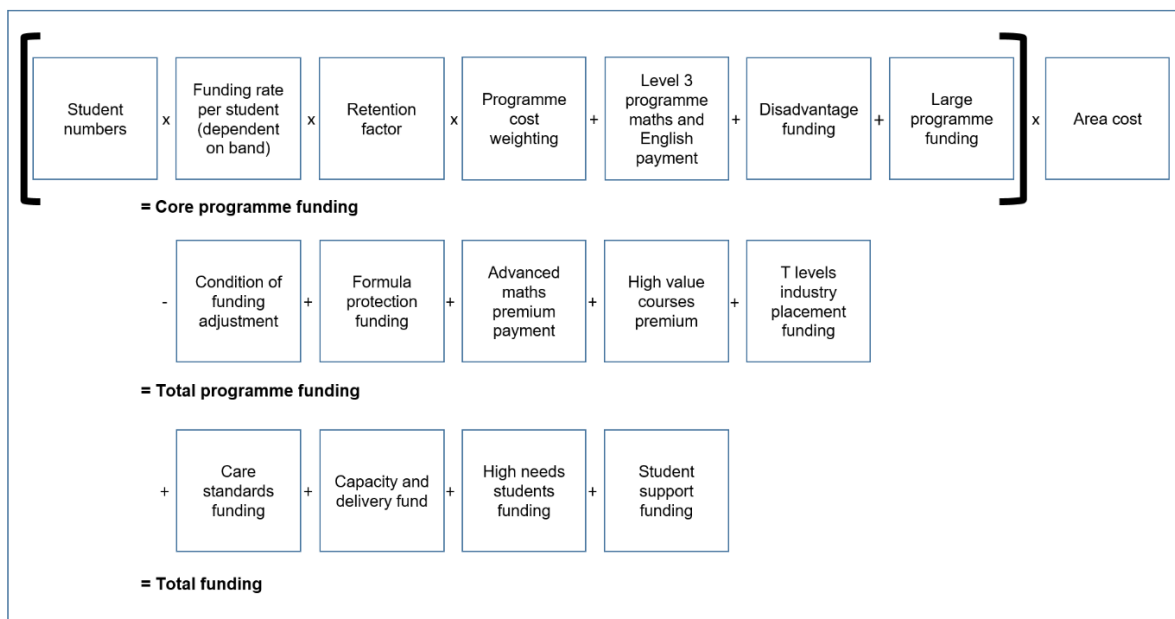 Student
numbers
x
Funding rate
per student
(dependent
on band)
x
Retention
factor
x
Programme
cost
weighting
+
Level 3
programme
maths and
English
payment
+
Disadvantage
funding
+
Large
programme
funding
x
Area cost
= Core programme funding
-
Condition of
funding
adjustment
+
Formula
protection
funding
+
Advanced
maths
premium
payment
+
High value
courses
premium
+
T levels
industry
placement
funding
= Total programme funding
+
Care
standards
funding
+
Capacity and
delivery fund
+
High needs
students
funding
+
Student
support
funding
= Total funding